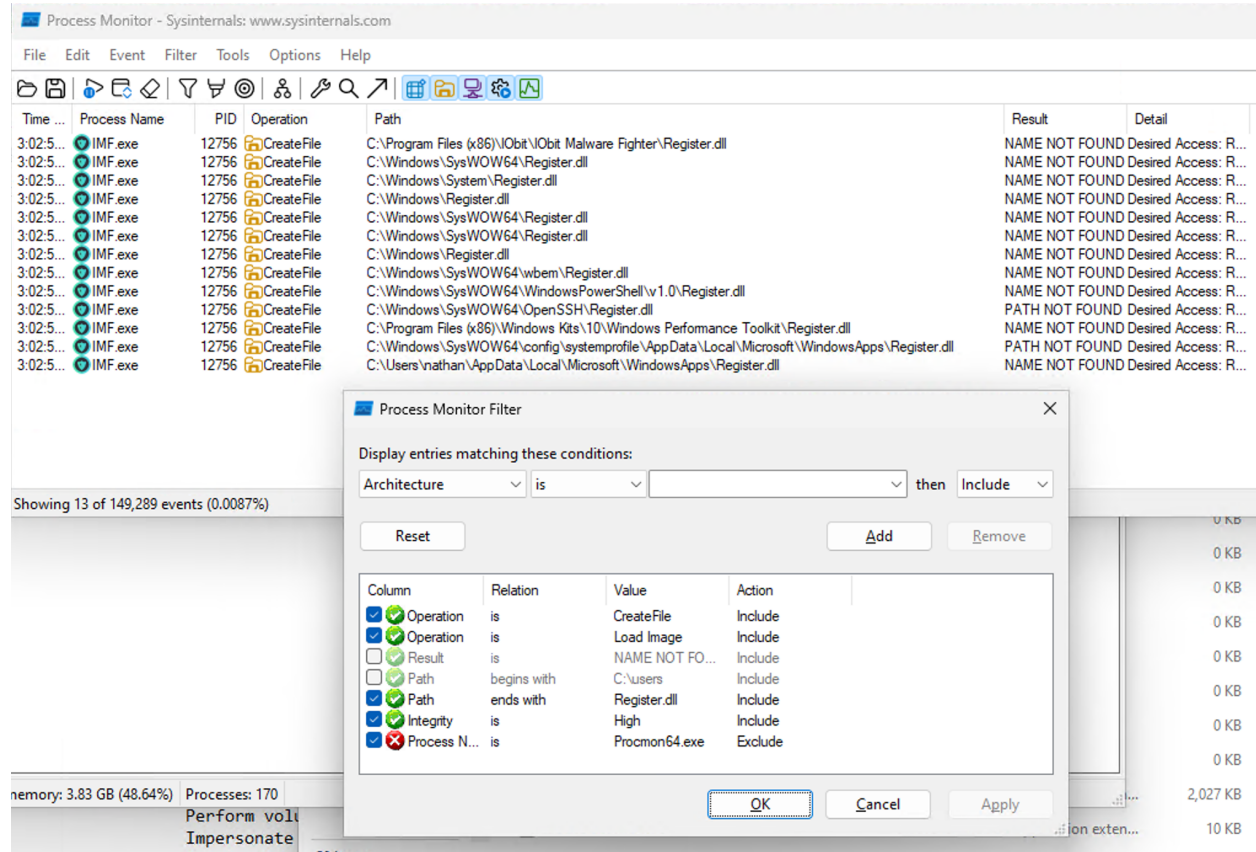 Process Monitor - Sysinternals: www.sysinternals.com
File Edit Event Filter Tools Options Help
Time ... Process Name PID Operation Path Result Detail
3:02:5... IMF.exe 12756 CreateFile C:\Program Files (x86)\IObit\IObit Malware Fighter\Register.dll NAME NOT FOUND Desired Access: R...
3:02:5... IMF.exe 12756 CreateFile C:\Windows\SysWOW64\Register.dll NAME NOT FOUND Desired Access: R...
3:02:5... IMF.exe 12756 CreateFile C:\Windows\System\Register.dll NAME NOT FOUND Desired Access: R...
3:02:5... IMF.exe 12756 CreateFile C:\Windows\Register.dll NAME NOT FOUND Desired Access: R...
3:02:5... IMF.exe 12756 CreateFile C:\Windows\SysWOW64\Register.dll NAME NOT FOUND Desired Access: R...
3:02:5... IMF.exe 12756 CreateFile C:\Windows\SysWOW64\Register.dll NAME NOT FOUND Desired Access: R...
3:02:5... IMF.exe 12756 CreateFile C:\Windows\Register.dll NAME NOT FOUND Desired Access: R...
3:02:5... IMF.exe 12756 CreateFile C:\Windows\SysWOW64\wbem\Register.dll NAME NOT FOUND Desired Access: R...
3:02:5... IMF.exe 12756 CreateFile C:\Windows\SysWOW64\WindowsPowerShell\v1.0\Register.dll NAME NOT FOUND Desired Access: R...
3:02:5... IMF.exe 12756 CreateFile C:\Windows\SysWOW64\OpenSSH\Register.dll PATH NOT FOUND Desired Access: R...
3:02:5... IMF.exe 12756 CreateFile C:\Program Files (x86)\Windows Kits\10\Windows Performance Toolkit\Register.dll NAME NOT FOUND Desired Access: R...
3:02:5... IMF.exe 12756 CreateFile C:\Windows\SysWOW64\config\systemprofile\AppData\Local\Microsoft\WindowsApps\Register.dll PATH NOT FOUND Desired Access: R...
3:02:5... IMF.exe 12756 CreateFile C:\Users\nathan\AppData\Local\Microsoft\WindowsApps\Register.dll NAME NOT FOUND Desired Access: R...
Process Monitor Filter
Display entries matching these conditions:
Architecture is then Include
Showing 13 of 149,289 events (0.0087%)
Reset Add Remove
Column Relation Value Action
Operation is CreateFile Include
Operation is Load Image Include
Result is NAME NOT FO... Include
Path begins with C:\users Include
Path ends with Register.dll Include
Integrity is High Include
Process N... is Procmon64.exe Exclude
OK Cancel Apply
0 KB
0 KB
0 KB
0 KB
0 KB
0 KB
0 KB
0 KB
2,027 KB
ion exten... 10 KB
memory: 3.83 GB (48.64%) Processes: 170
Perform volu
Impersonate